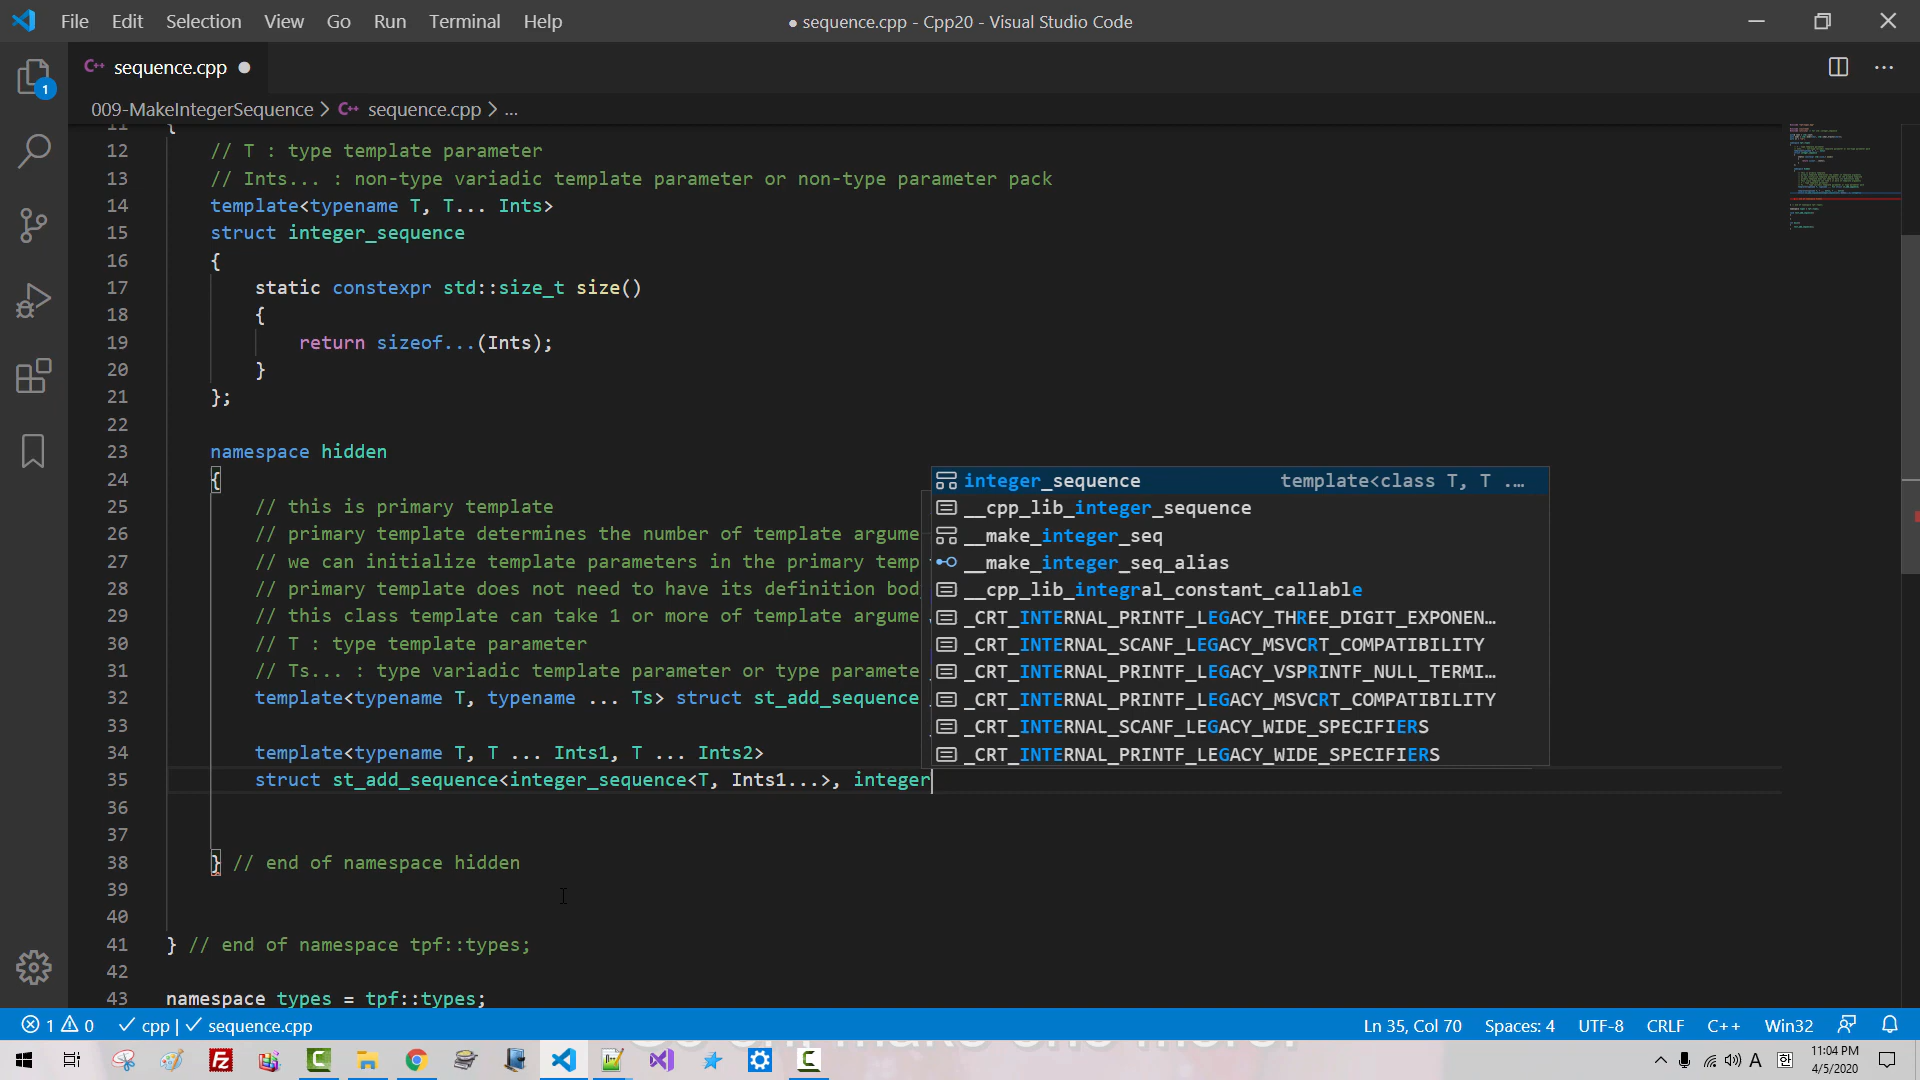 File Edit Selection View Go Run Terminal Help
● sequence.cpp - Cpp20 - Visual Studio Code
C++ sequence.cpp ●
1
009-MakeIntegerSequence > C++ sequence.cpp > ...
11 {
12 // T : type template parameter
13 // Ints... : non-type variadic template parameter or non-type parameter pack
14 template<typename T, T... Ints>
15 struct integer_sequence
16 {
17 static constexpr std::size_t size()
18 {
19 return sizeof...(Ints);
20 }
21 };
22
23 namespace hidden
24 {
25 // this is primary template
26 // primary template determines the number of template argume
27 // we can initialize template parameters in the primary temp
28 // primary template does not need to have its definition bod
29 // this class template can take 1 or more of template argume
30 // T : type template parameter
31 // Ts... : type variadic template parameter or type paramete
32 template<typename T, typename ... Ts> struct st_add_sequence
33
34 template<typename T, T ... Ints1, T ... Ints2>
35 struct st_add_sequence<integer_sequence<T, Ints1...>, integer
36
37
38 } // end of namespace hidden
39
40
41 } // end of namespace tpf::types;
42
43 namespace types = tpf::types;
integer_sequence template<class T, T ...
__cpp_lib_integer_sequence
__make_integer_seq
__make_integer_seq_alias
__cpp_lib_integral_constant_callable
_CRT_INTERNAL_PRINTF_LEGACY_THREE_DIGIT_EXPONEN...
_CRT_INTERNAL_SCANF_LEGACY_MSVCRT_COMPATIBILITY
_CRT_INTERNAL_PRINTF_LEGACY_VSPRINTF_NULL_TERMI...
_CRT_INTERNAL_PRINTF_LEGACY_MSVCRT_COMPATIBILITY
_CRT_INTERNAL_SCANF_LEGACY_WIDE_SPECIFIERS
_CRT_INTERNAL_PRINTF_LEGACY_WIDE_SPECIFIERS
1 0 cpp | sequence.cpp
Ln 35, Col 70 Spaces: 4 UTF-8 CRLF C++ Win32
A 한 11:04 PM
4/5/2020